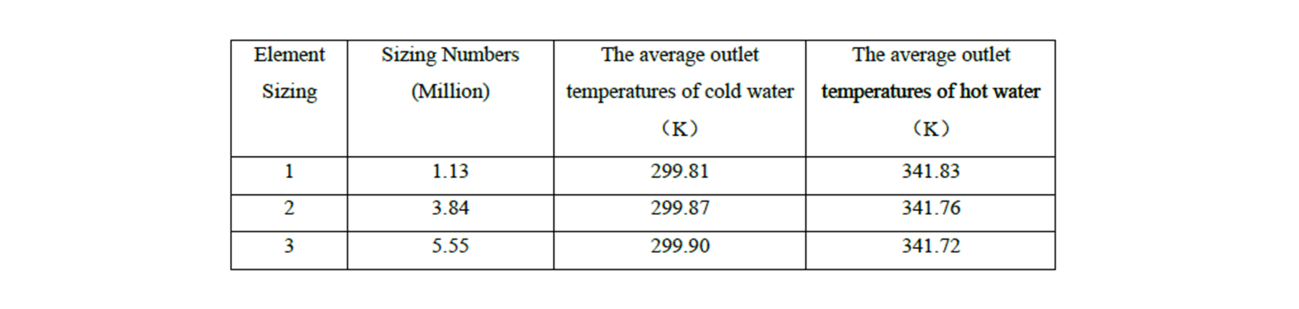 Element Sizing Numbers The average outlet The average outlet
Sizing (Million) temperatures of cold water temperatures of hot water
（K） （K）
1 1.13 299.81 341.83
2 3.84 299.87 341.76
3 5.55 299.90 341.72